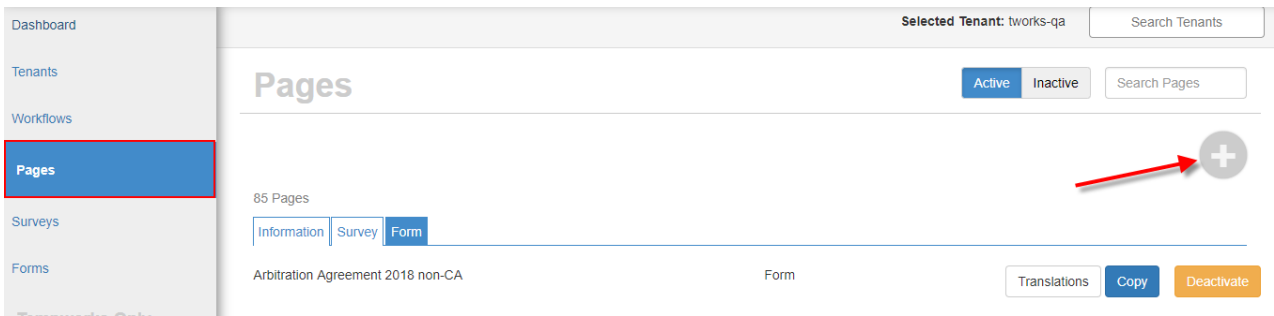 Dashboard
Selected Tenant: tworks-qa
Search Tenants
Tenants
Pages
Active
Inactive
Search Pages
Workflows
Pages
85 Pages
Surveys
Information
Survey
Form
Forms
Arbitration Agreement 2018 non-CA
Form
Translations
Copy
Deactivate